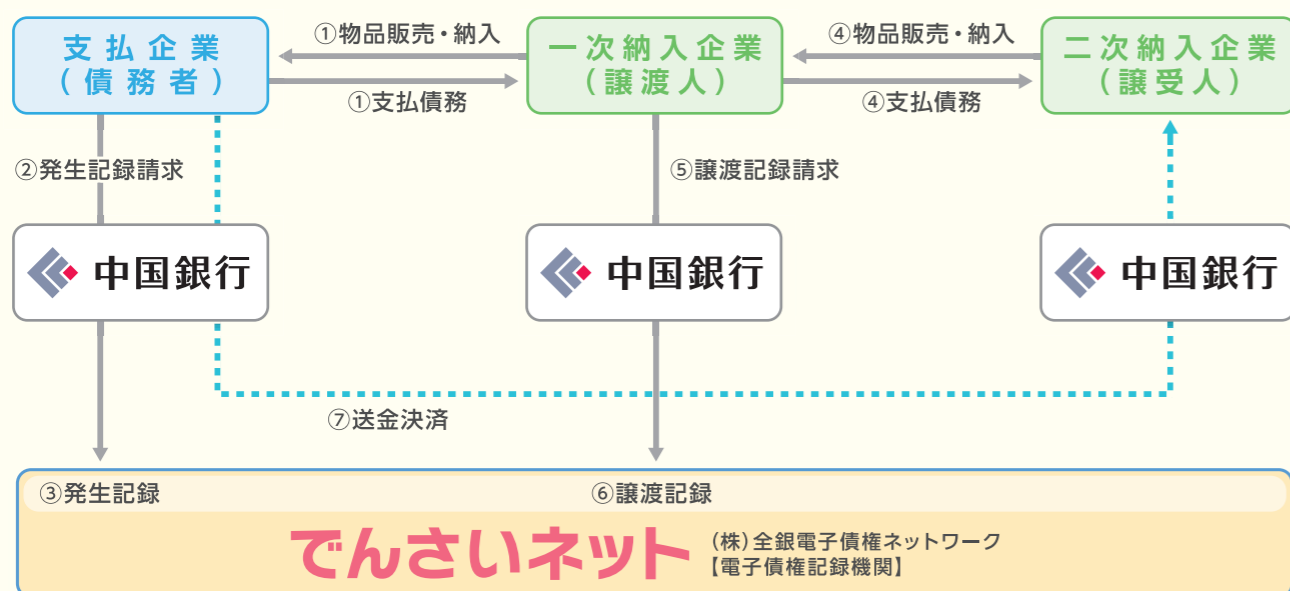 ①物品販売・納入
④物品販売・納入
支払企業
(債務者)
一次納入企業
(譲渡人)
二次納入企業
(譲受人)
①支払債務
④支払債務
②発生記録請求
⑤譲渡記録請求
中国銀行
中国銀行
中国銀行
⑦送金決済
③発生記録
⑥譲渡記録
でんさいネット
(株)全銀電子債権ネットワーク
【電子債権記録機関】